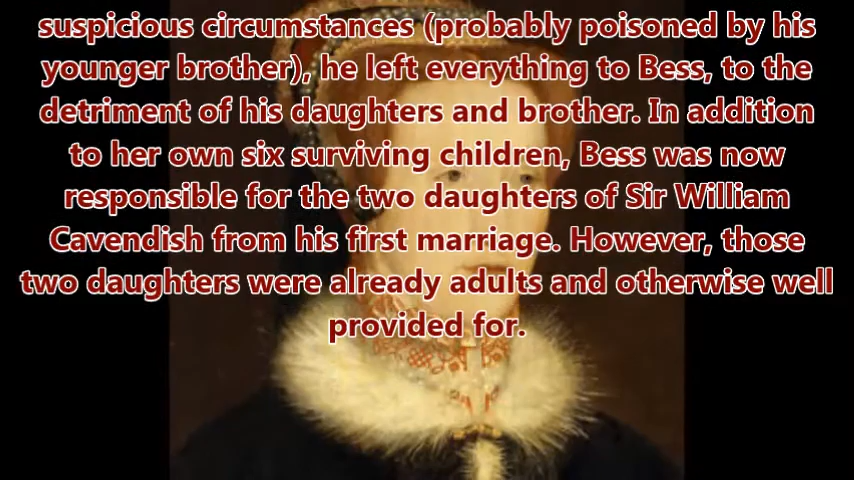 suspicious circumstances (probably poisoned by his
younger brother), he left everything to Bess, to the
detriment of his daughters and brother. In addition
to her own six surviving children, Bess was now
responsible for the two daughters of Sir William
Cavendish from his first marriage. However, those
two daughters were already adults and otherwise well
provided for.